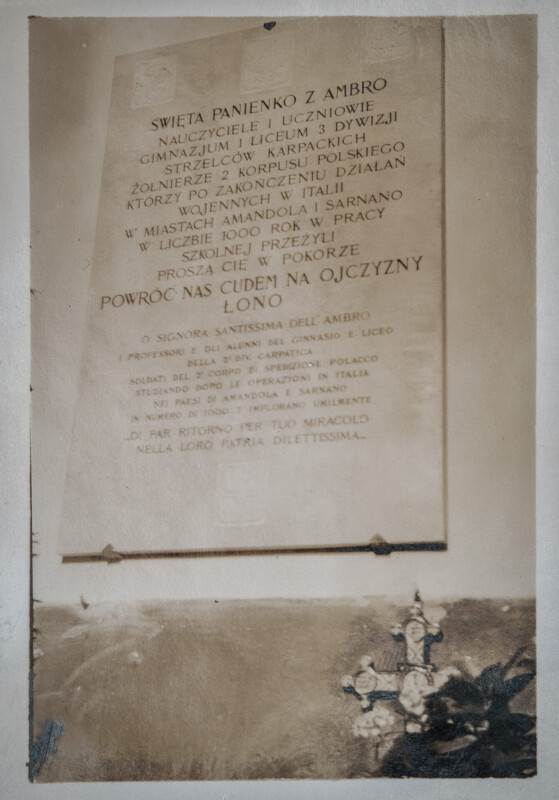 SWIĘTA PANIENKO Z AMBRO
NAUCZYCIELE I UCZNIOWIE
GIMNAZJUM I LICEUM 3 DYWIZJI
STRZELCÓW KARPACKICH
ŻOŁNIERZE 2 KORPUSU POLSKIEGO
KTÓRZY PO ZAKOŃCZENIU DZIAŁAŃ
WOJENNYCH W ITALII
W MIASTACH AMANDOLA I SARNANO
W LICZBIE 1000 ROK W PRACY
SZKOLNEJ PRZEŻYLI
PROSZĄ CIĘ W POKORZE
POWRÓĆ NAS CUDEM NA OJCZYZNY
ŁONO
O SIGNORA SANTISSIMA DELL'AMBRO
I PROFESSORI E GLI ALUNNI DEL GINNASIO E LICEO
DELLA 3ª DIV. CARPATICA
SOLDATI DEL 2° CORPO DI SPEDIZIONE POLACCO
STUDIANDO DOPO LE OPERAZIONI IN ITALIA
NEI PAESI DI AMANDOLA E SARNANO
IN NUMERO DI 1000 T'IMPLORANO UMILMENTE
...DI FAR RITORNO PER TUO MIRACOLO
NELLA LORO PATRIA DILETTISSIMA...